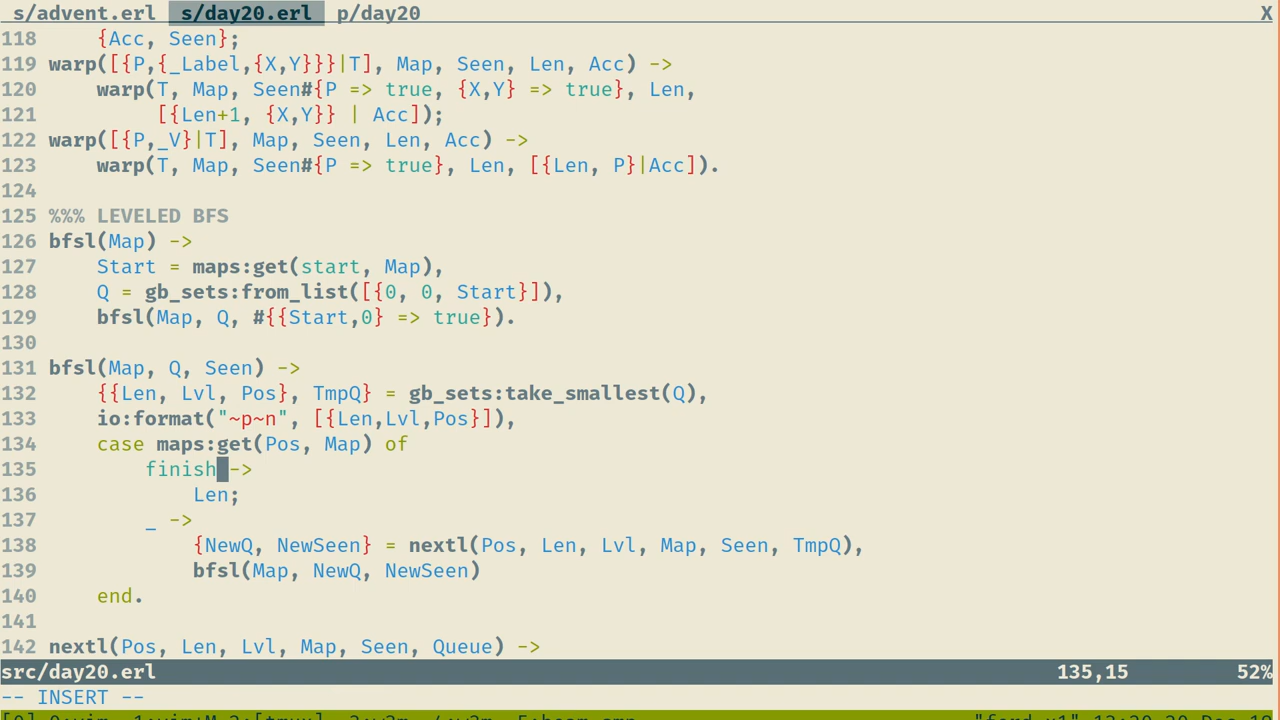 s/advent.erl s/day20.erl p/day20 X
118 {Acc, Seen};
119 warp([{P,{_Label,{X,Y}}}|T], Map, Seen, Len, Acc) ->
120 warp(T, Map, Seen#{P => true, {X,Y} => true}, Len,
121 [{Len+1, {X,Y}} | Acc]);
122 warp([{P,_V}|T], Map, Seen, Len, Acc) ->
123 warp(T, Map, Seen#{P => true}, Len, [{Len, P}|Acc]).
124
125 %%% LEVELED BFS
126 bfsl(Map) ->
127 Start = maps:get(start, Map),
128 Q = gb_sets:from_list([{0, 0, Start}]),
129 bfsl(Map, Q, #{{Start,0} => true}).
130
131 bfsl(Map, Q, Seen) ->
132 {{Len, Lvl, Pos}, TmpQ} = gb_sets:take_smallest(Q),
133 io:format("~p~n", [{Len,Lvl,Pos}]),
134 case maps:get(Pos, Map) of
135 finish ->
136 Len;
137 _ ->
138 {NewQ, NewSeen} = nextl(Pos, Len, Lvl, Map, Seen, TmpQ),
139 bfsl(Map, NewQ, NewSeen)
140 end.
141
142 nextl(Pos, Len, Lvl, Map, Seen, Queue) ->
src/day20.erl 135,15 52%
-- INSERT --